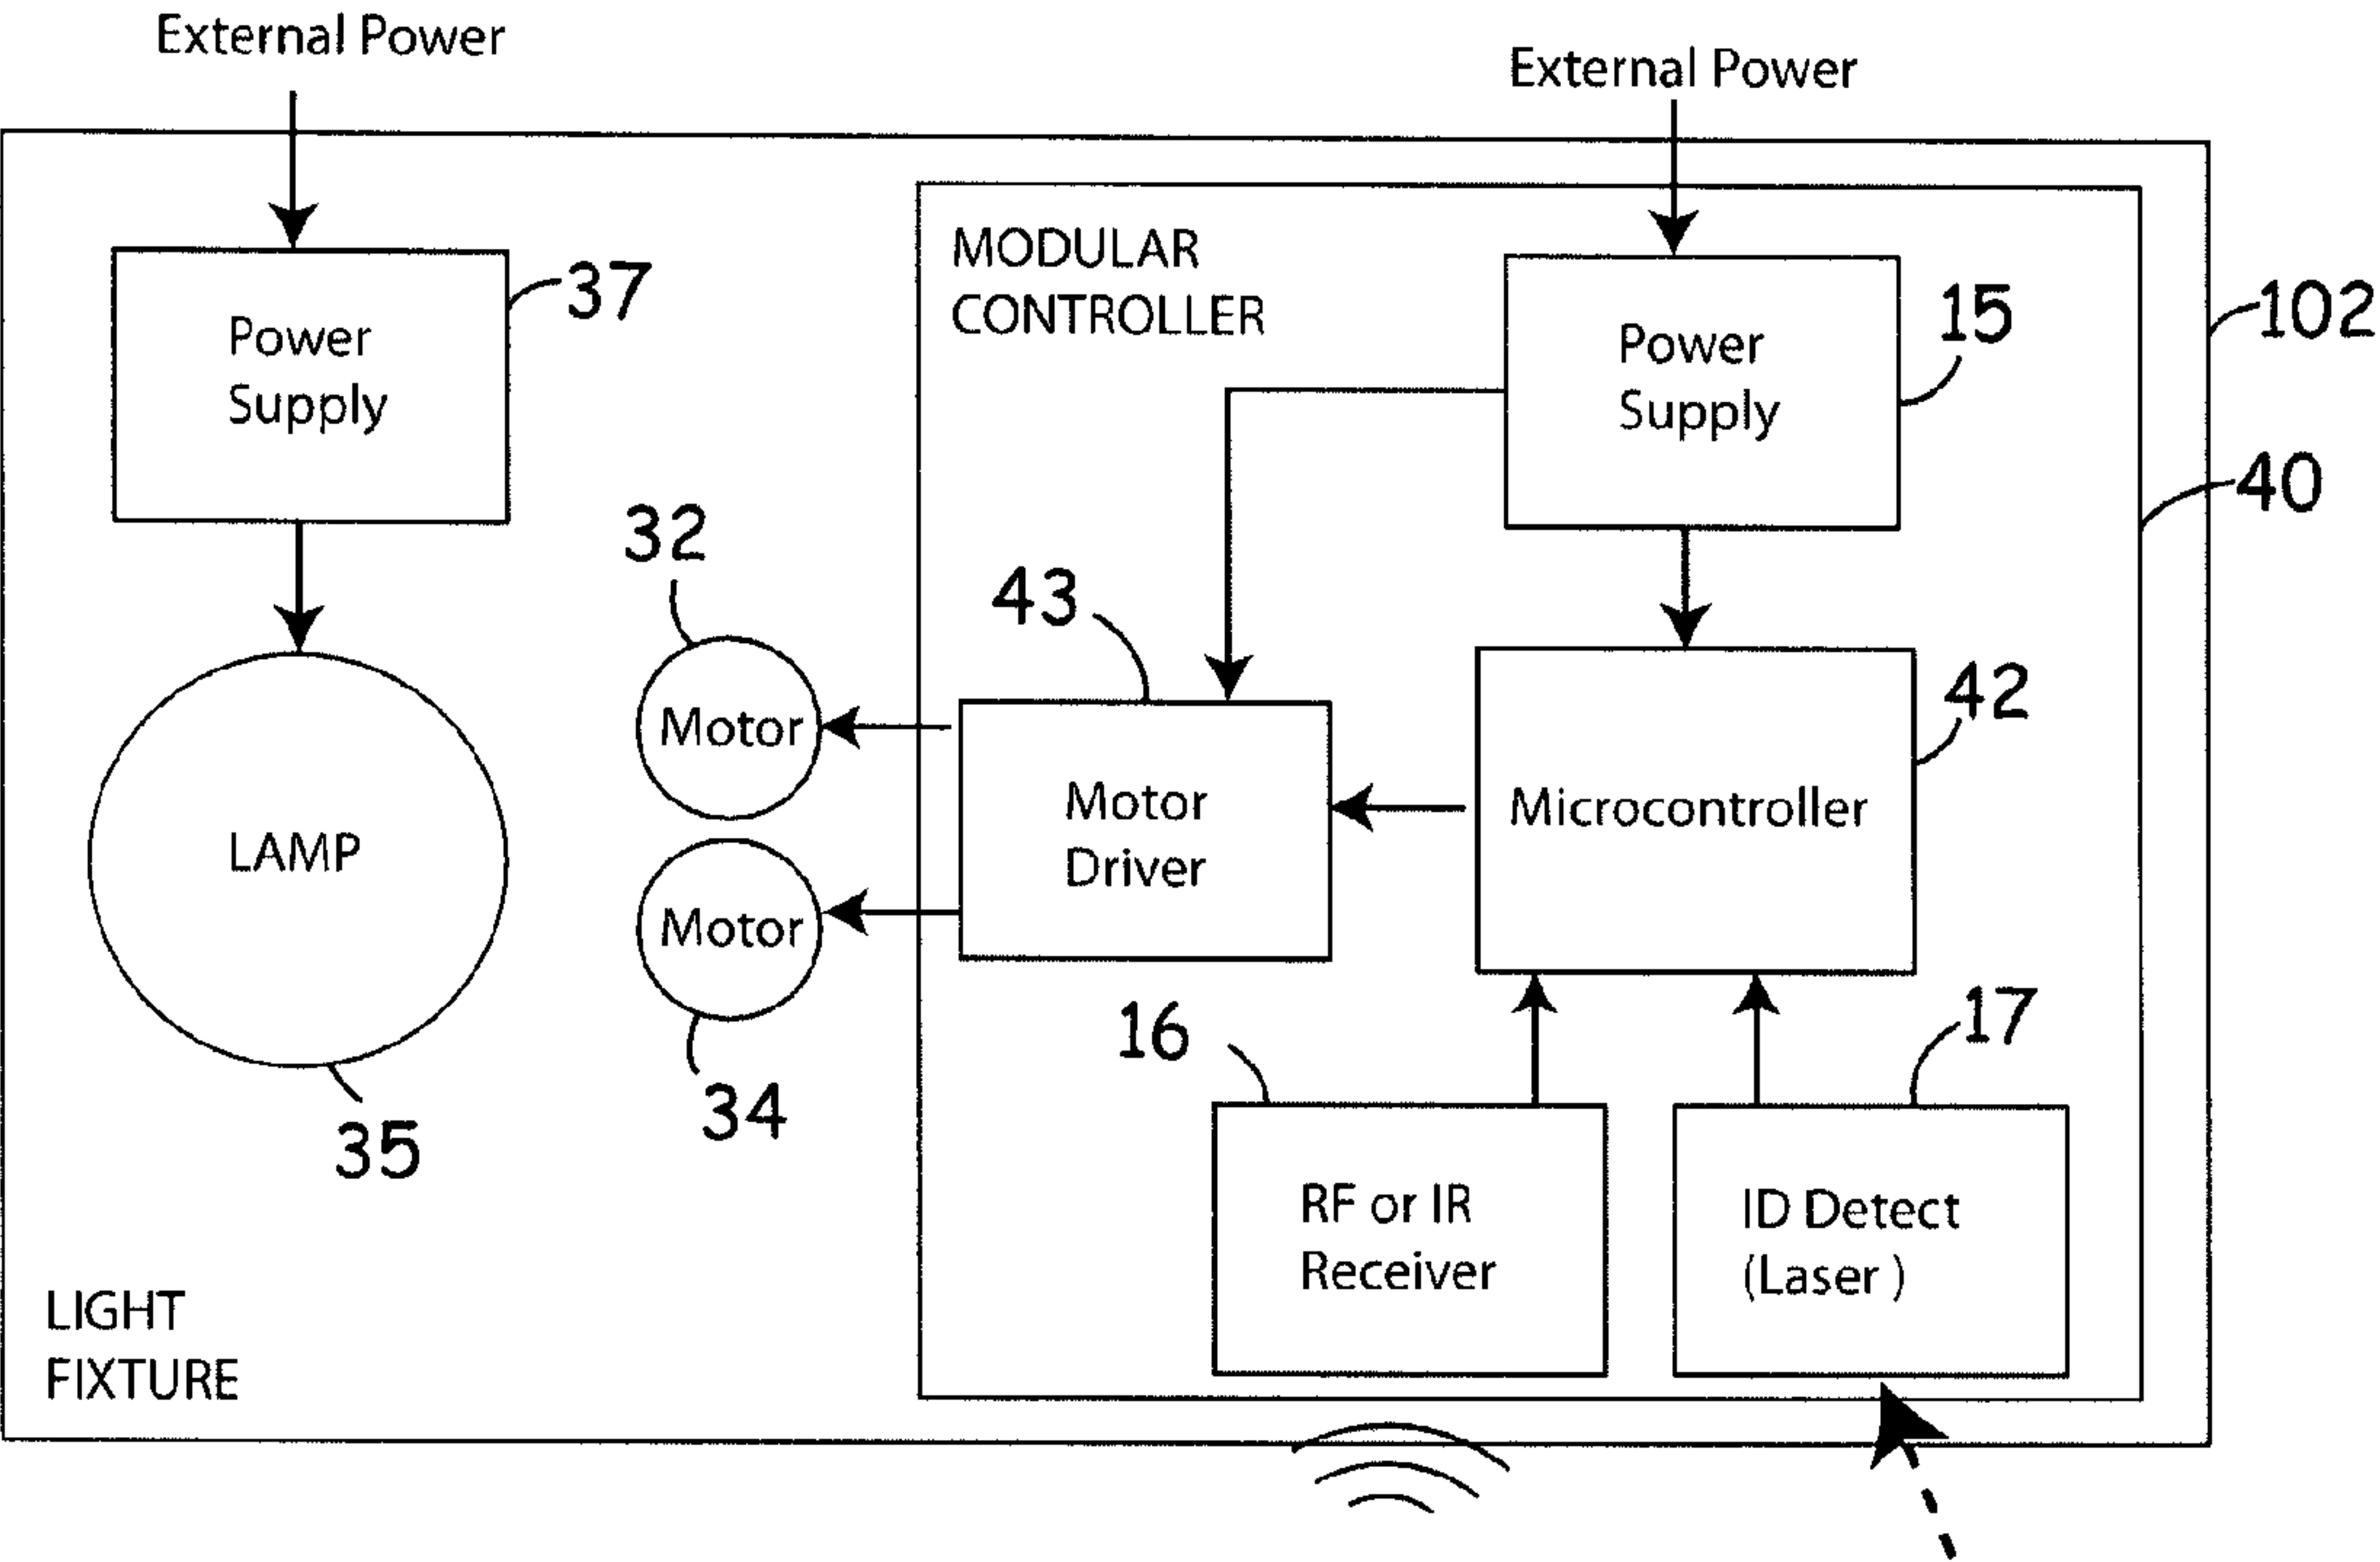 External Power
External Power
MODULAR
CONTROLLER
37
Power
Supply
15
Power
Supply
102
40
32
43
42
Motor
Motor
Driver
Microcontroller
LAMP
Motor
16
17
34
35
RF or IR
Receiver
ID Detect
(Laser )
LIGHT
FIXTURE